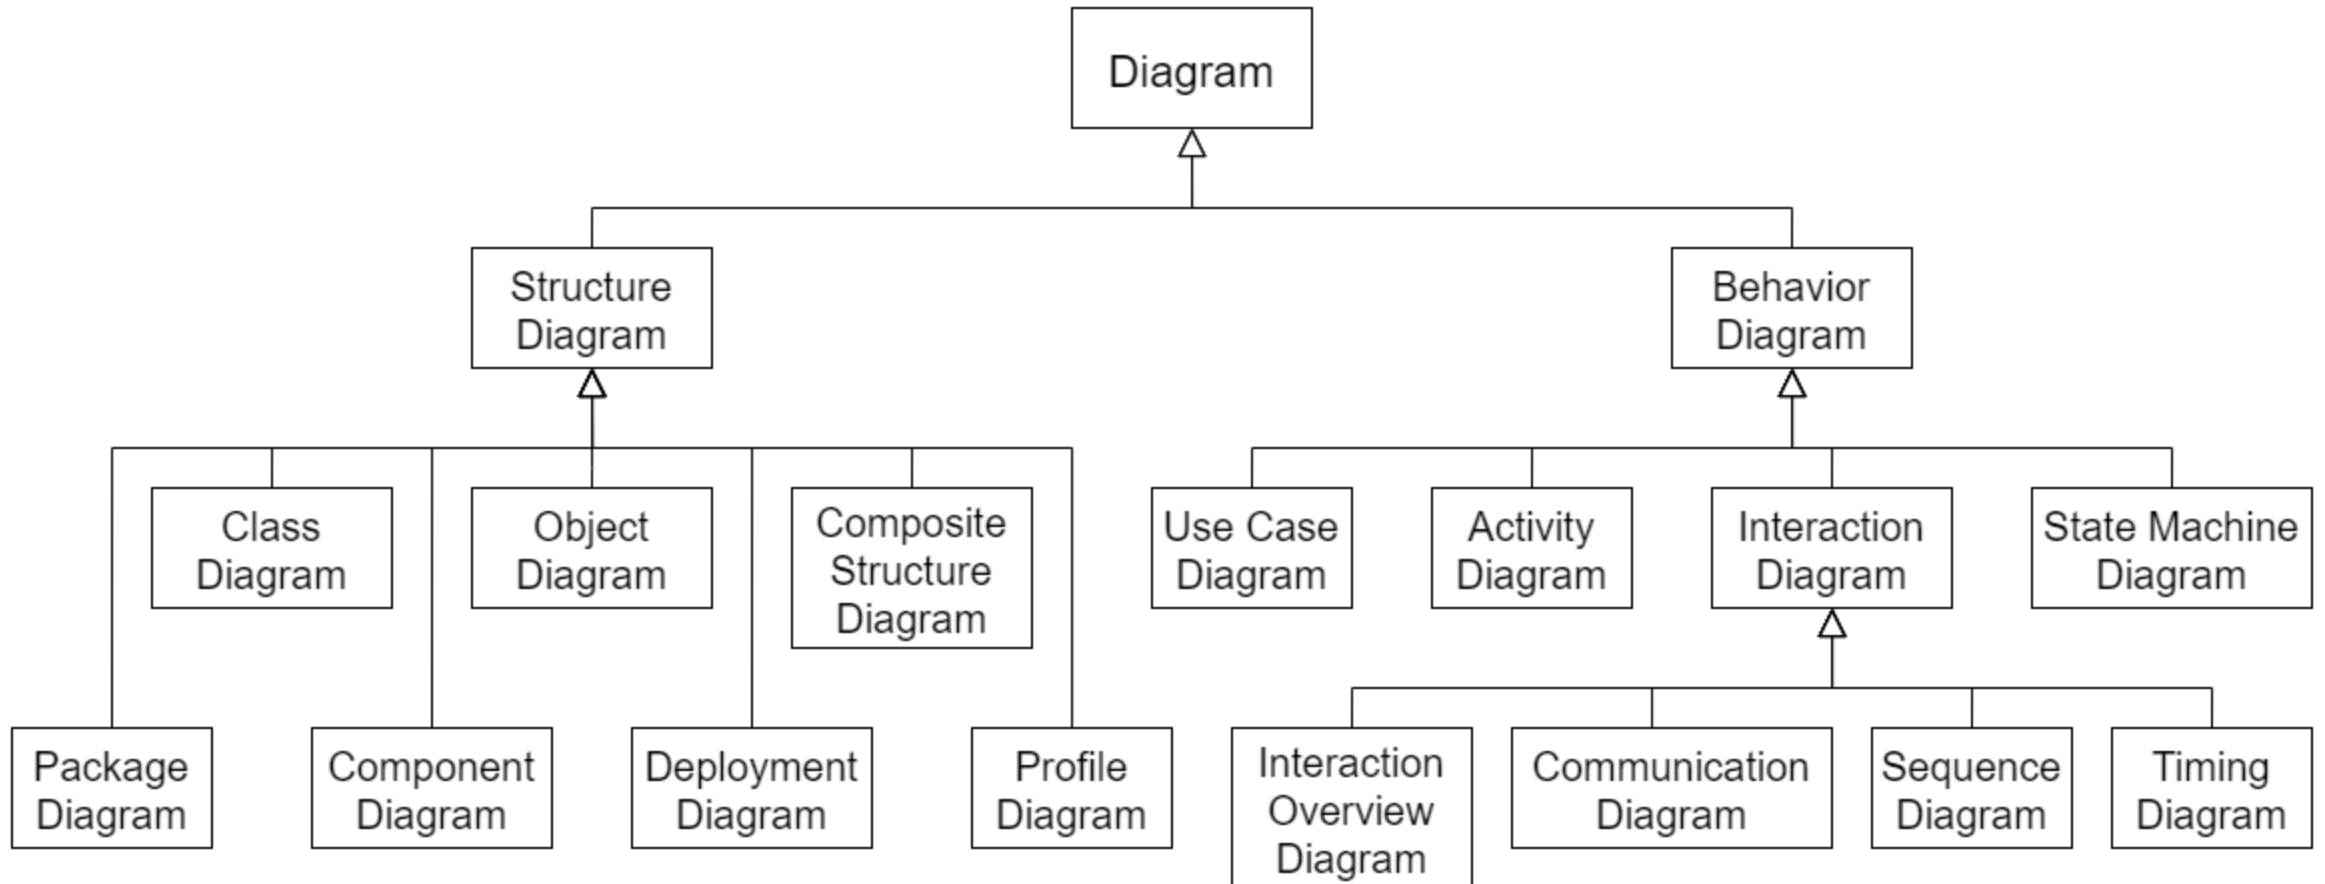 Diagram
Structure
Diagram
Behavior
Diagram
Class
Diagram
Object
Diagram
Composite
Structure
Diagram
Use Case
Diagram
Activity
Diagram
Interaction
Diagram
State Machine
Diagram
Package
Diagram
Component
Diagram
Deployment
Diagram
Profile
Diagram
Interaction
Overview
Diagram
Communication
Diagram
Sequence
Diagram
Timing
Diagram